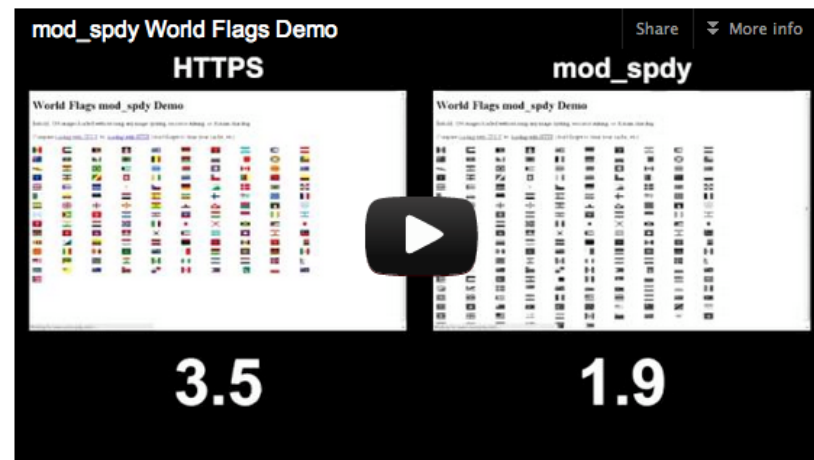 mod_spdy World Flags Demo
Share
More info
HTTPS
mod_spdy
World Flags mod_spdy Demo
World Flags mod_spdy Demo
3.5
1.9